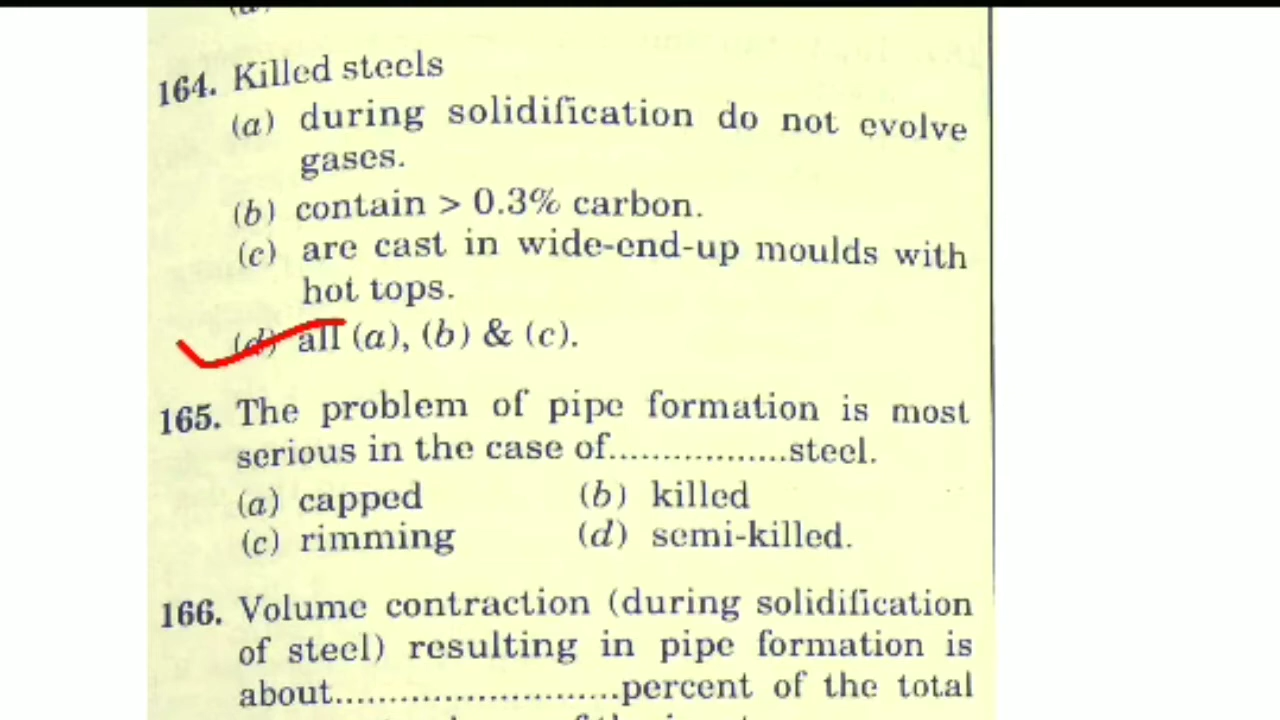 164. Killed steels
(a) during solidification do not evolve
gases.
(b) contain > 0.3% carbon.
(c) are cast in wide-end-up moulds with
hot tops.
(d) all (a), (b) & (c).
165. The problem of pipe formation is most
serious in the case of.................steel.
(a) capped (b) killed
(c) rimming (d) semi-killed.
166. Volume contraction (during solidification
of steel) resulting in pipe formation is
about..........................percent of the total